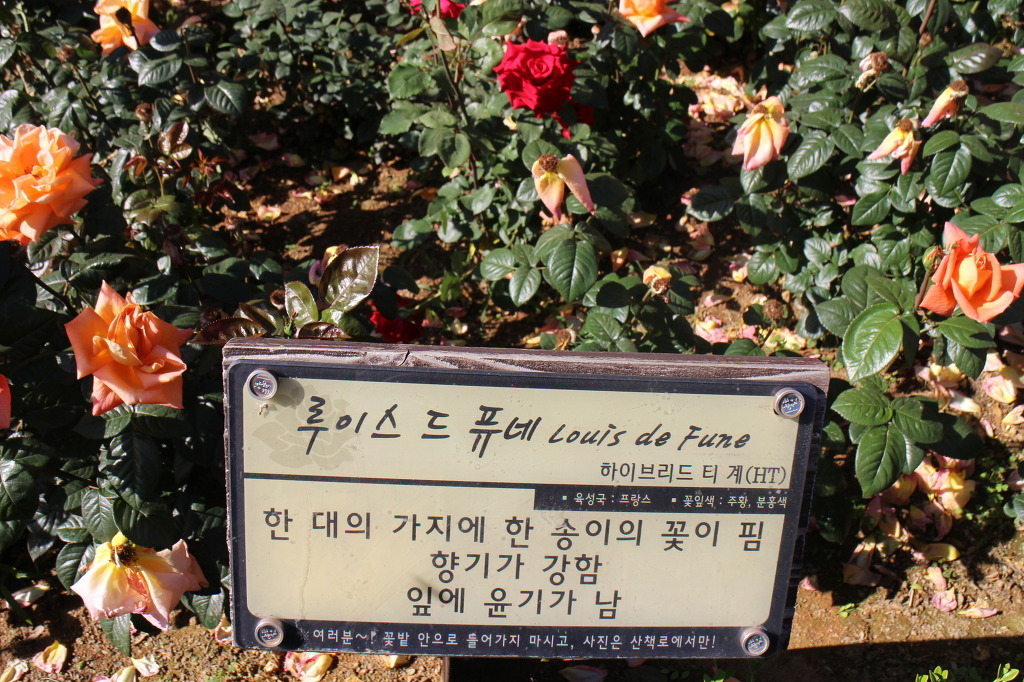 루이스 드 퓨네 Louis de Fune
하이브리드 티 계(HT)
▪ 육성국 : 프랑스 ▪ 꽃잎색 : 주황, 분홍색
한 대의 가지에 한 송이의 꽃이 핌
향기가 강함
잎에 윤기가 남
여러분~! 꽃밭 안으로 들어가지 마시고, 사진은 산책로에서만!